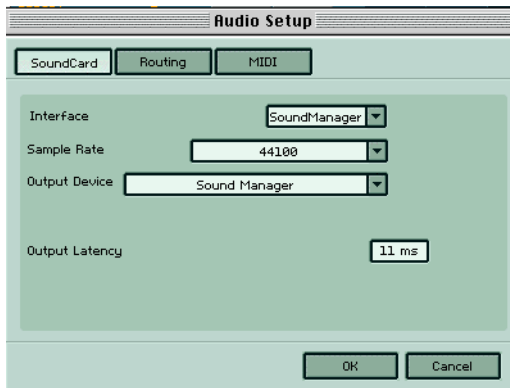 Audio Setup
SoundCard Routing MIDI
Interface SoundManager
Sample Rate 44100
Output Device Sound Manager
Output Latency 11 ms
OK Cancel